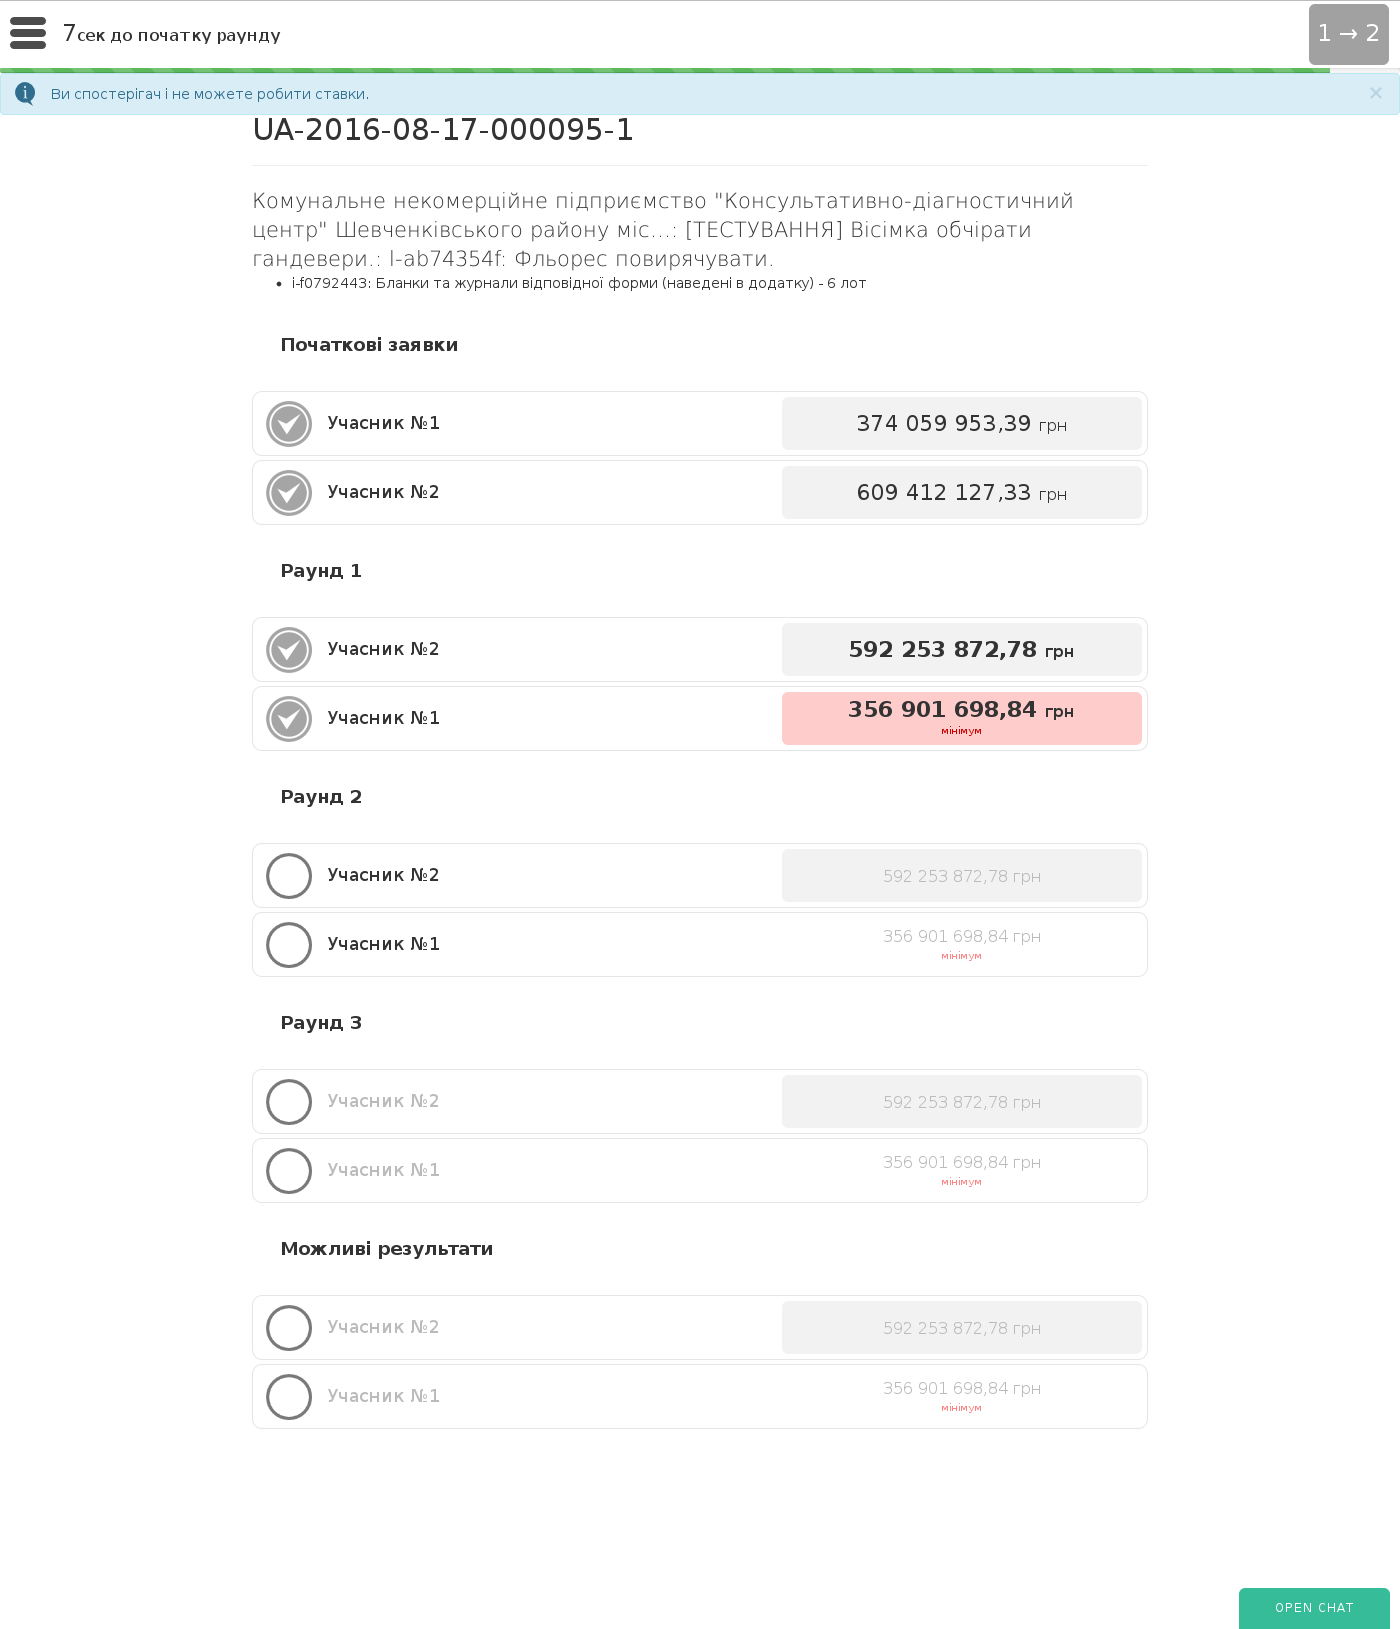 7сек до початку раунду
1 → 2
Ви спостерігач і не можете робити ставки.
×
UA-2016-08-17-000095-1
Комунальне некомерційне підприємство "Консультативно-діагностичний
центр" Шевченківського району міс...: [ТЕСТУВАННЯ] Вісімка обчірати
гандевери.: l-ab74354f: Фльорес повирячувати.
• i-f0792443: Бланки та журнали відповідної форми (наведені в додатку) - 6 лот
Початкові заявки
Учасник №1 374 059 953,39 грн
Учасник №2 609 412 127,33 грн
Раунд 1
Учасник №2 592 253 872,78 грн
Учасник №1 356 901 698,84 грн
мінімум
Раунд 2
Учасник №2 592 253 872,78 грн
Учасник №1 356 901 698,84 грн
мінімум
Раунд 3
Учасник №2 592 253 872,78 грн
Учасник №1 356 901 698,84 грн
мінімум
Можливі результати
Учасник №2 592 253 872,78 грн
Учасник №1 356 901 698,84 грн
мінімум
OPEN CHAT